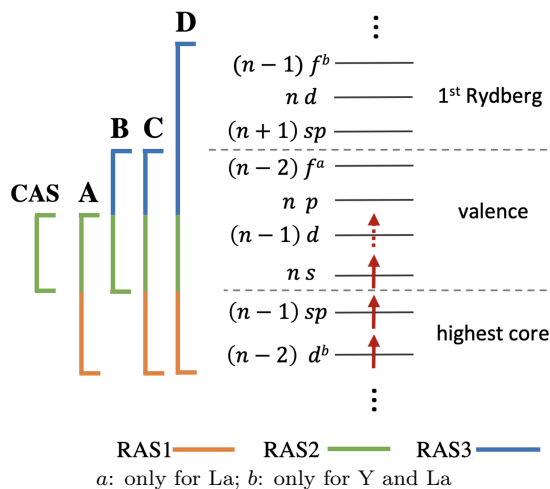 D
⋮
(n − 1) f^b
n d
1st Rydberg
B C
(n + 1) sp
(n − 2) f^a
CAS A
n p
valence
(n − 1) d
n s
(n − 1) sp
highest core
(n − 2) d^b
⋮
RAS1 RAS2 RAS3
a: only for La; b: only for Y and La